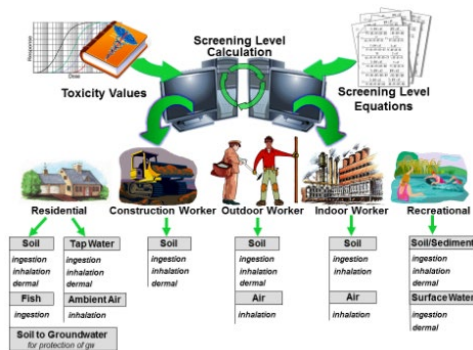 Response
Dose
Screening Level
Calculation
Toxicity Values
Screening Level
Equations
Residential
Construction Worker
Outdoor Worker
Indoor Worker
Recreational
Soil
ingestion
inhalation
dermal
Tap Water
ingestion
inhalation
dermal
Fish
ingestion
Ambient Air
inhalation
Soil to Groundwater
for protection of gw
Soil
ingestion
inhalation
dermal
Soil
ingestion
inhalation
dermal
Air
inhalation
Soil
ingestion
inhalation
Air
inhalation
Soil/Sediment
ingestion
inhalation
dermal
Surface Water
ingestion
dermal